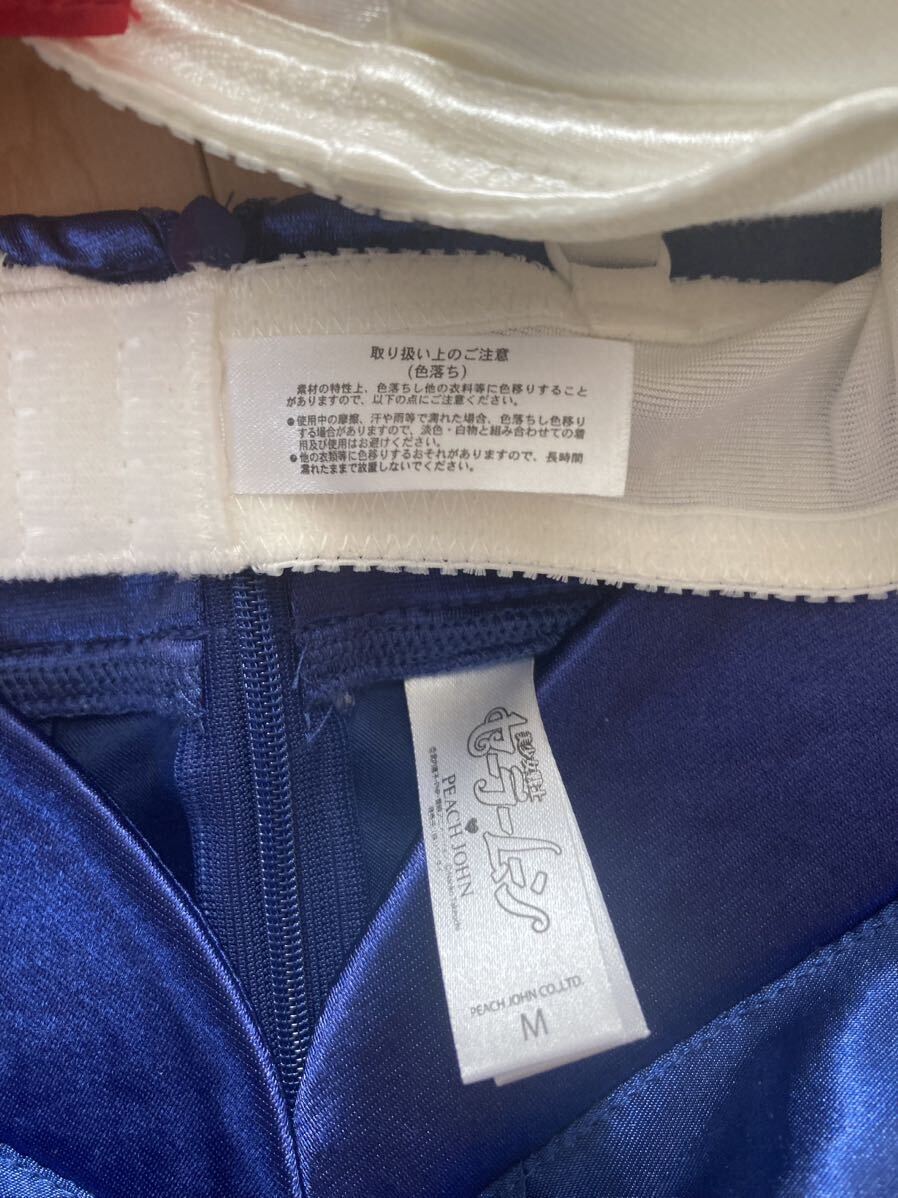 取り扱い上のご注意
(色落ち)
素材の特性上、色落ちし他の衣料等に色移りすること
がありますので、以下の点にご注意ください。
●使用中の摩擦、汗や雨等で濡れた場合、色落ちし色移り
する場合がありますので、淡色・白物と組み合わせての着
用及び使用はお避けください。
●他の衣類等に色移りするおそれがありますので、長時間
濡れたままで放置しないでください。
美少女戦士
セーラームーン
PEACH JOHN
PEACH JOHN CO.,LTD.
M